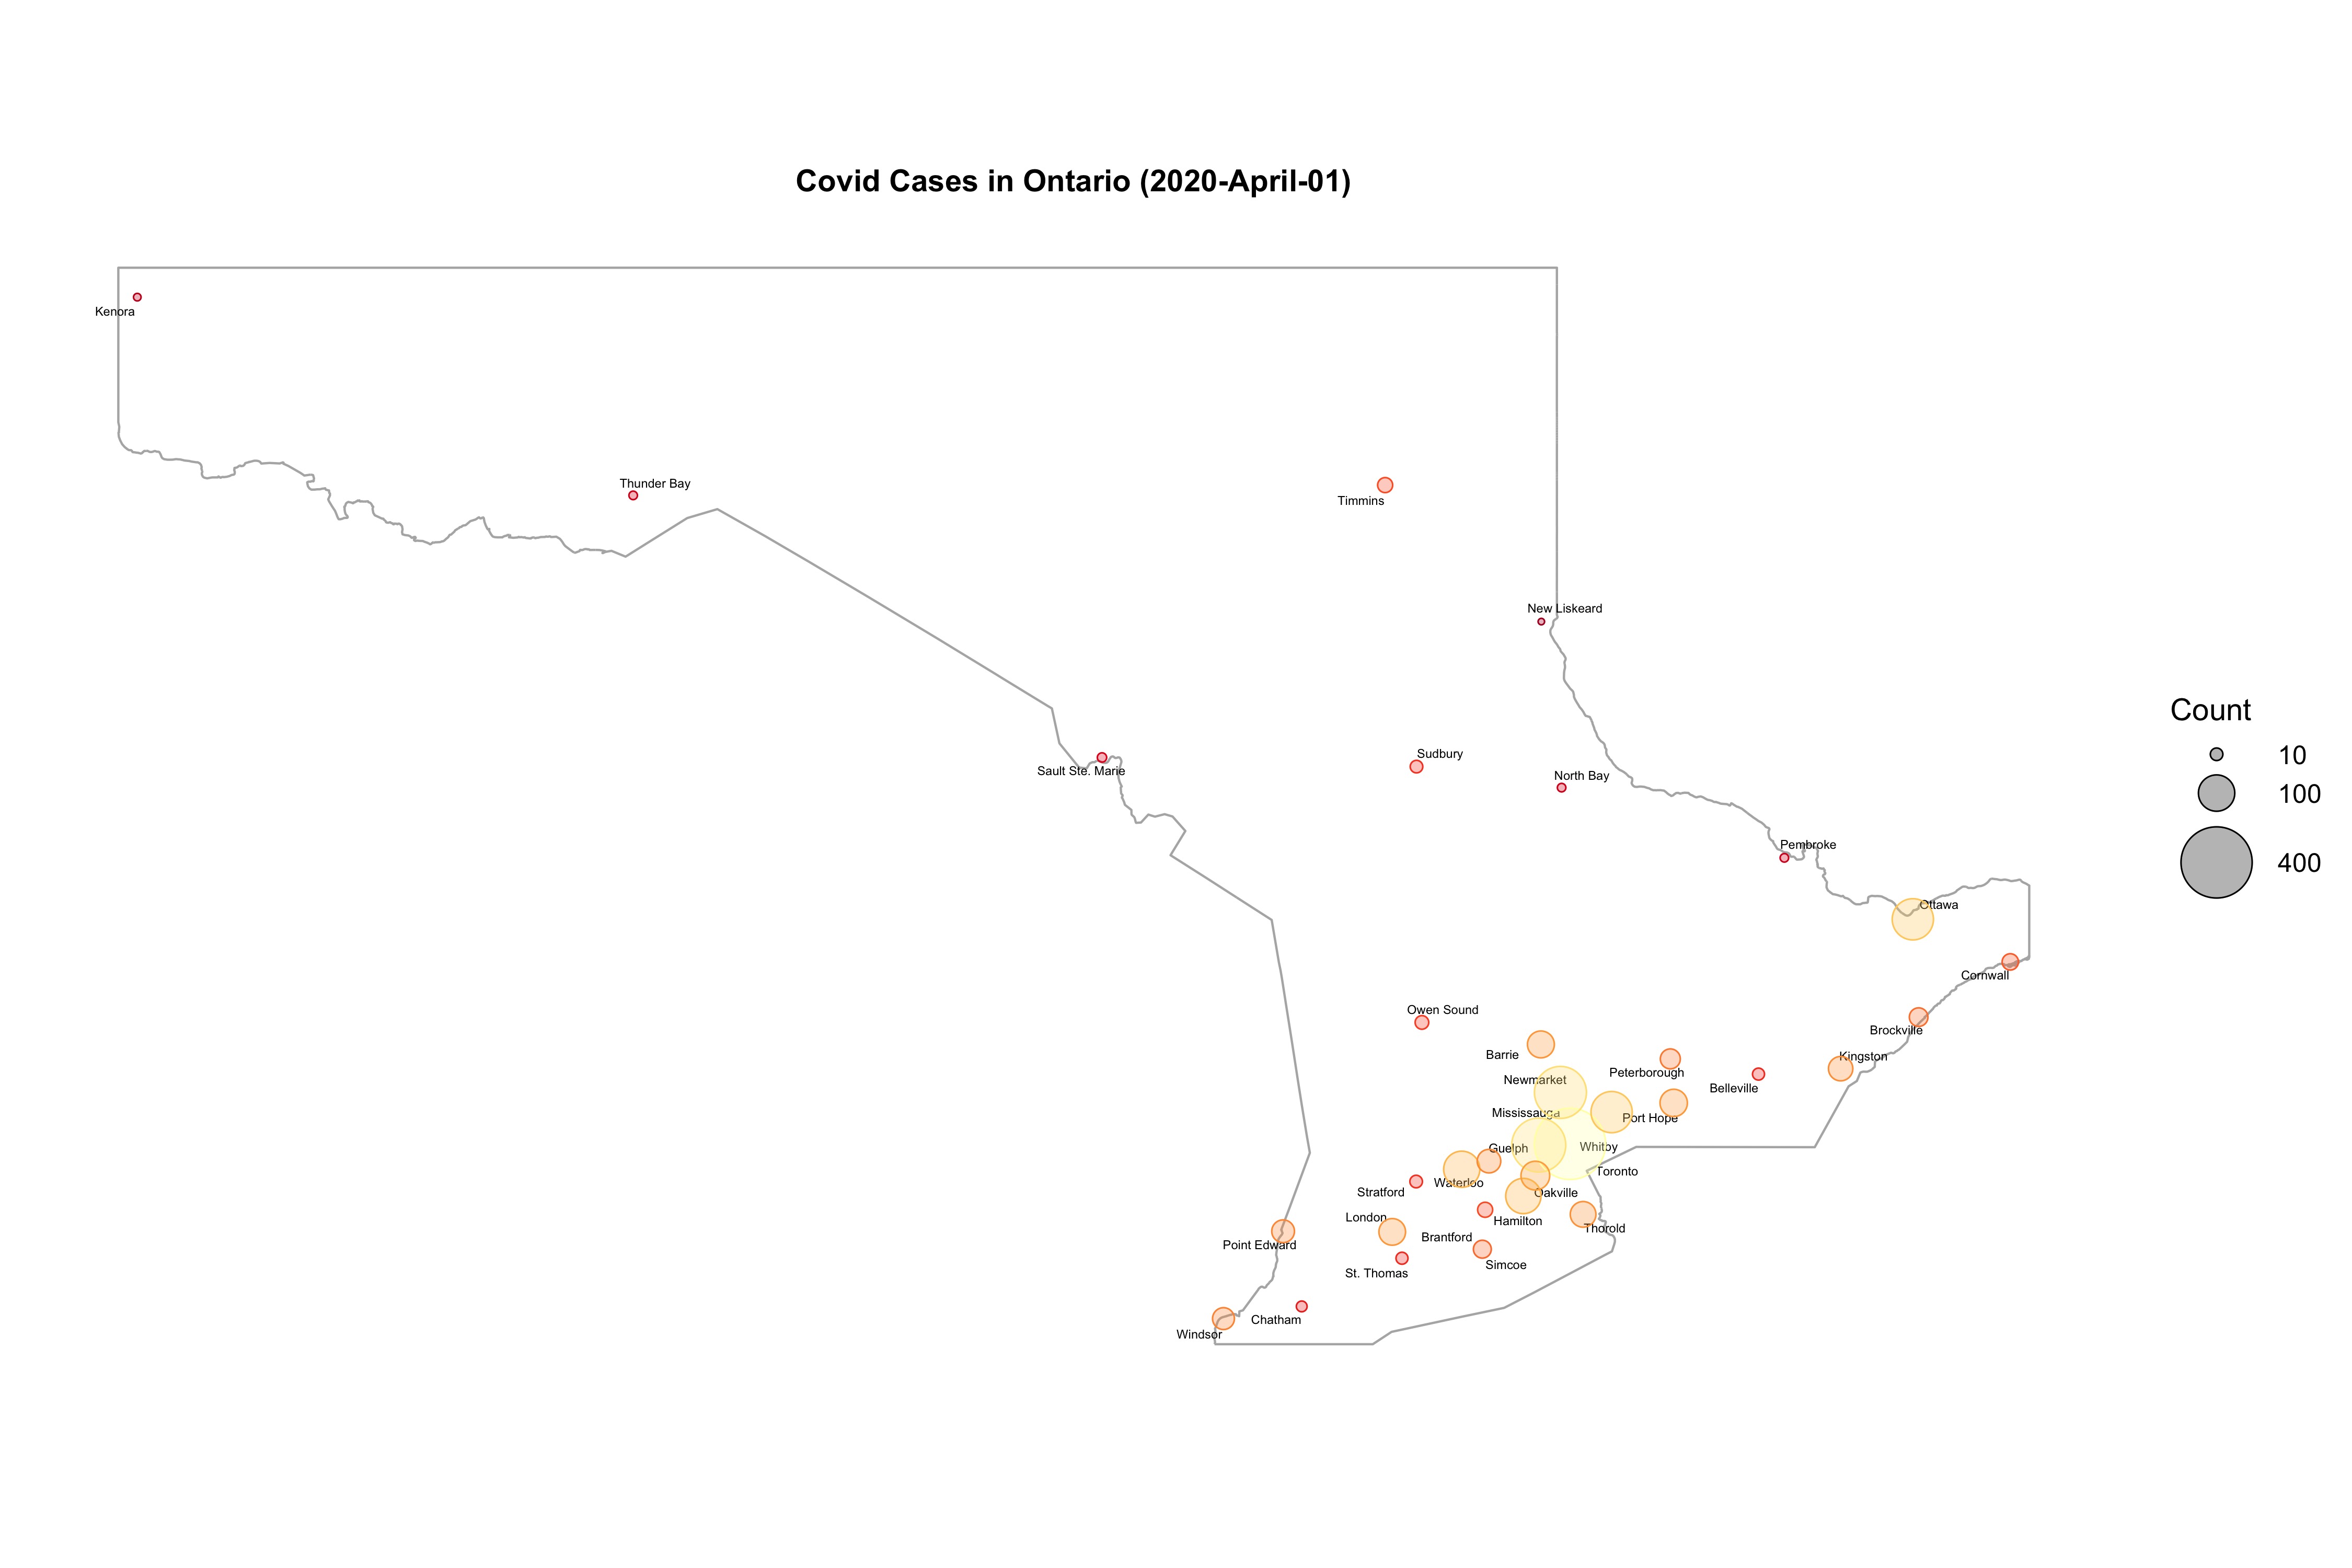 Covid Cases in Ontario (2020-April-01)
Kenora
Thunder Bay
Timmins
New Liskeard
Count
Sudbury
10
Sault Ste. Marie
North Bay
100
Pembroke
400
Ottawa
Cornwall
Owen Sound
Brockville
Barrie
Kingston
Peterborough
Newmarket
Belleville
Mississauga
Port Hope
Guelph
Whitby
Toronto
Waterloo
Stratford
Oakville
London
Hamilton
Thorold
Brantford
Point Edward
Simcoe
St. Thomas
Chatham
Windsor